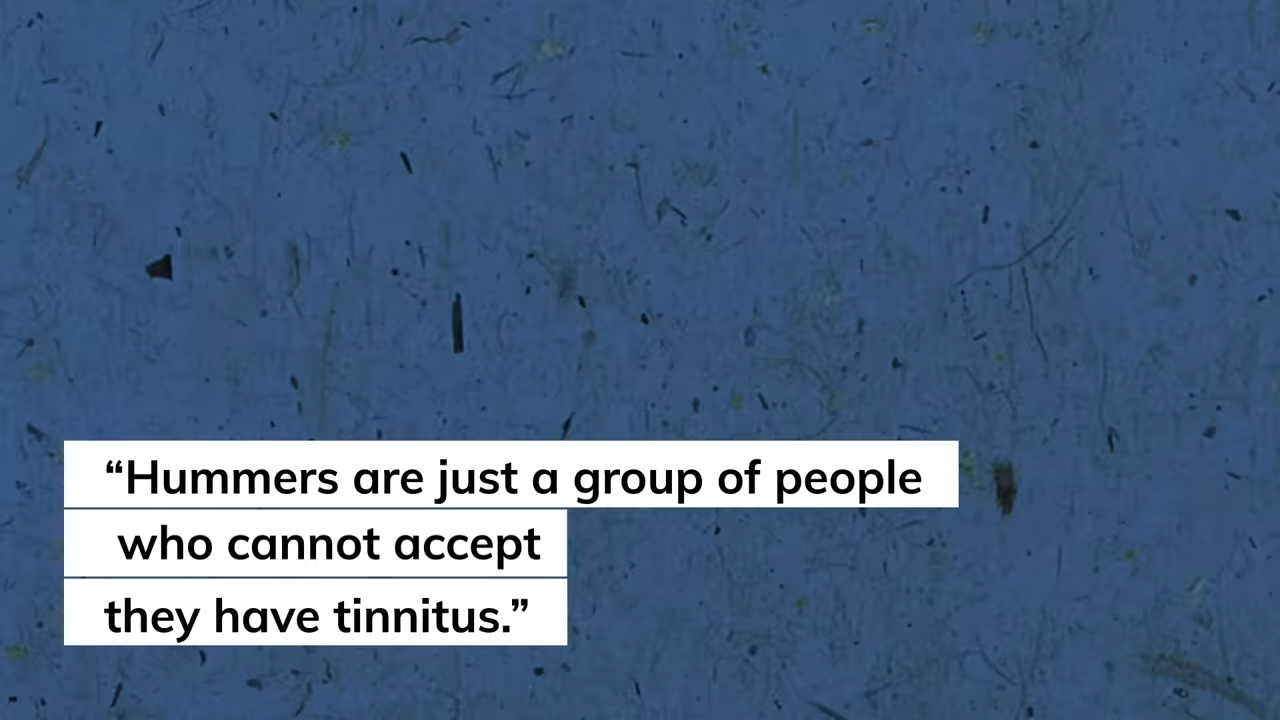 “Hummers are just a group of people
who cannot accept
they have tinnitus.”